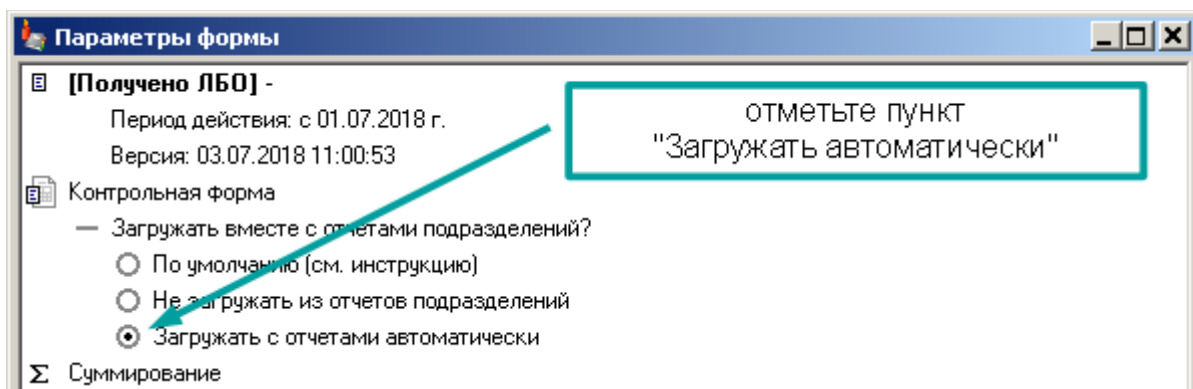 Параметры формы
[Получено ЛБО] -
Период действия: с 01.07.2018 г.
Версия: 03.07.2018 11:00:53
отметьте пункт
"Загружать автоматически"
Контрольная форма
Загружать вместе с отчетами подразделений?
По умолчанию (см. инструкцию)
Не загружать из отчетов подразделений
Загружать с отчетами автоматически
Σ Суммирование